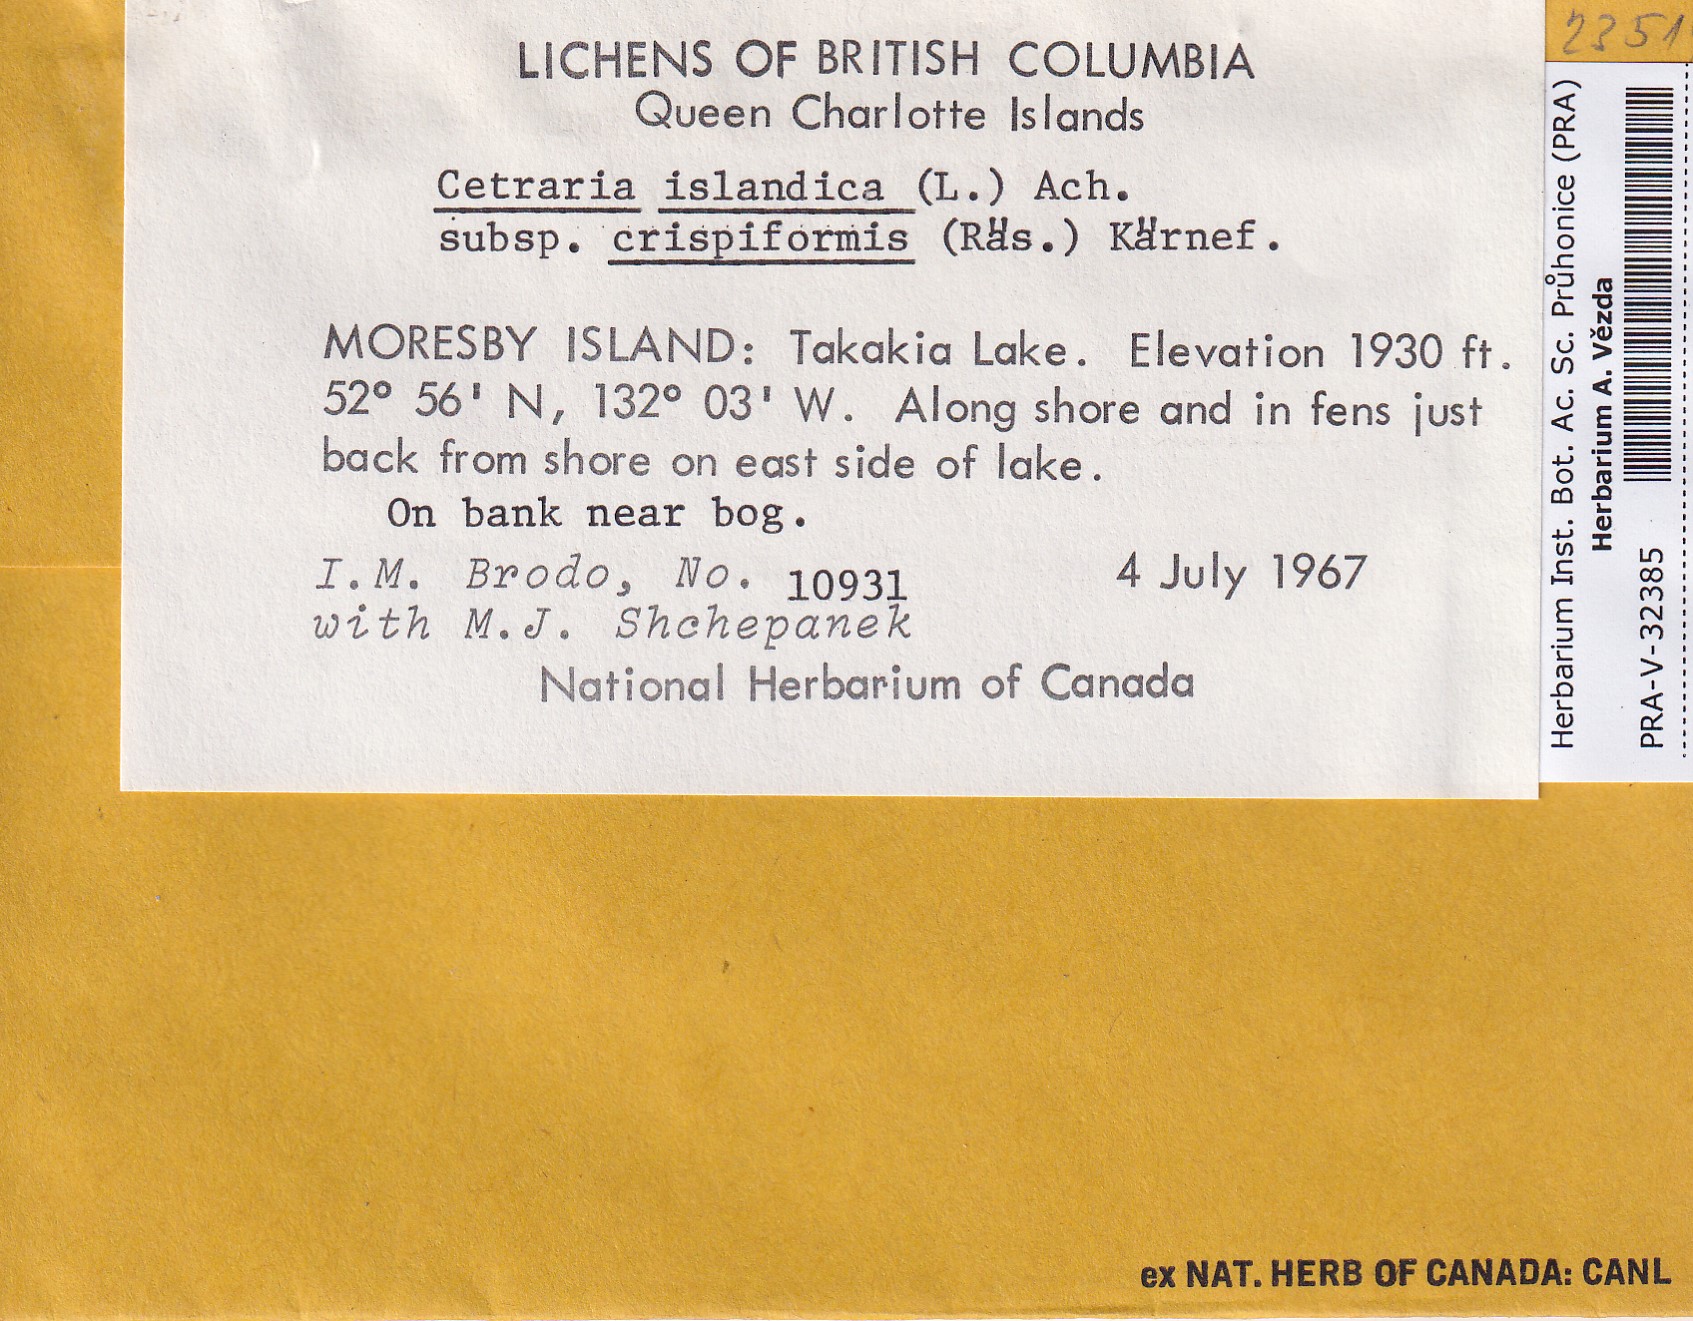 LICHENS OF BRITISH COLUMBIA
Queen Charlotte Islands
Cetraria islandica (L.) Ach.
subsp. crispiformis (Räs.) Kärnef.
MORESBY ISLAND: Takakia Lake. Elevation 1930 ft.
52° 56' N, 132° 03' W. Along shore and in fens just
back from shore on east side of lake.
On bank near bog.
I.M. Brodo, No. 10931 4 July 1967
with M.J. Shchepanek
National Herbarium of Canada
2351
Herbarium Inst. Bot. Ac. Sc. Průhonice (PRA)
Herbarium A. Vězda
PRA-V-32385
ex NAT. HERB OF CANADA: CANL